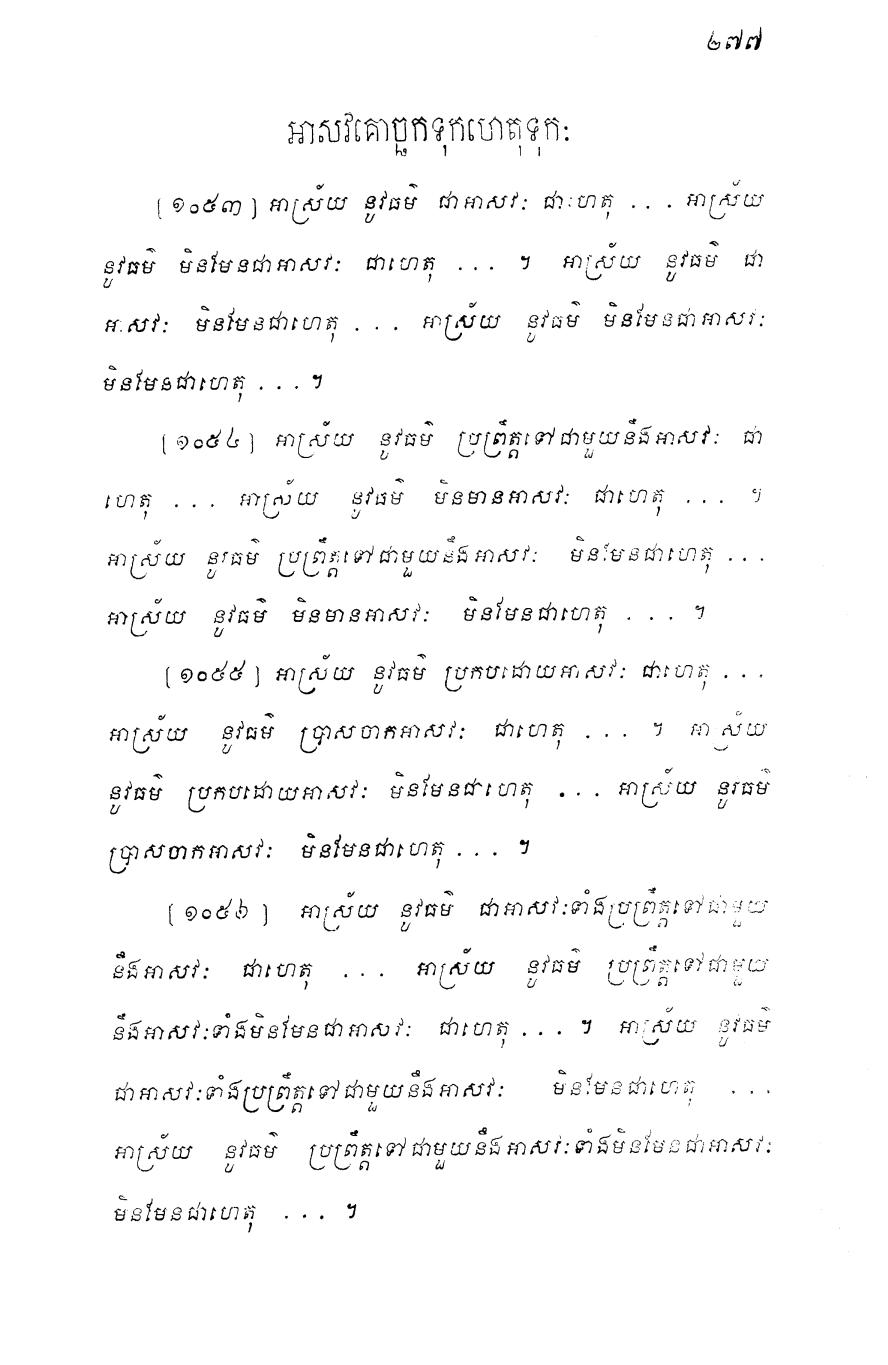 ២៧៧
អាសវគោច្ឆកទុកហេតុទុកៈ
[១០៥៣] អាស្រ័យ នូវធម៌ ជាអាសវៈ ជាហេតុ . . . អាស្រ័យ
នូវធម៌ មិនមែនជាអាសវៈ ជាហេតុ . . . ។ អាស្រ័យ នូវធម៌ ជា
អាសវៈ មិនមែនជាហេតុ . . . អាស្រ័យ នូវធម៌ មិនមែនជាអាសវៈ
មិនមែនជាហេតុ . . . ។
[១០៥៤] អាស្រ័យ នូវធម៌ ប្រព្រឹត្តទៅជាមួយនឹងអាសវៈ ជា
ហេតុ . . . អាស្រ័យ នូវធម៌ មិនមានអាសវៈ ជាហេតុ . . . ។
អាស្រ័យ នូវធម៌ ប្រព្រឹត្តទៅជាមួយនឹងអាសវៈ មិនមែនជាហេតុ . . .
អាស្រ័យ នូវធម៌ មិនមានអាសវៈ មិនមែនជាហេតុ . . . ។
[១០៥៥] អាស្រ័យ នូវធម៌ ប្រកបដោយអាសវៈ ជាហេតុ . . .
អាស្រ័យ នូវធម៌ ប្រាសចាកអាសវៈ ជាហេតុ . . . ។ អាស្រ័យ
នូវធម៌ ប្រកបដោយអាសវៈ មិនមែនជាហេតុ . . . អាស្រ័យ នូវធម៌
ប្រាសចាកអាសវៈ មិនមែនជាហេតុ . . . ។
[១០៥៦] អាស្រ័យ នូវធម៌ ជាអាសវៈទាំងប្រព្រឹត្តទៅជាមួយ
នឹងអាសវៈ ជាហេតុ . . . អាស្រ័យ នូវធម៌ ប្រព្រឹត្តទៅជាមួយ
នឹងអាសវៈទាំងមិនមែនជាអាសវៈ ជាហេតុ . . . ។ អាស្រ័យ នូវធម៌
ជាអាសវៈទាំងប្រព្រឹត្តទៅជាមួយនឹងអាសវៈ មិនមែនជាហេតុ . . .
អាស្រ័យ នូវធម៌ ប្រព្រឹត្តទៅជាមួយនឹងអាសវៈទាំងមិនមែនជាអាសវៈ
មិនមែនជាហេតុ . . . ។